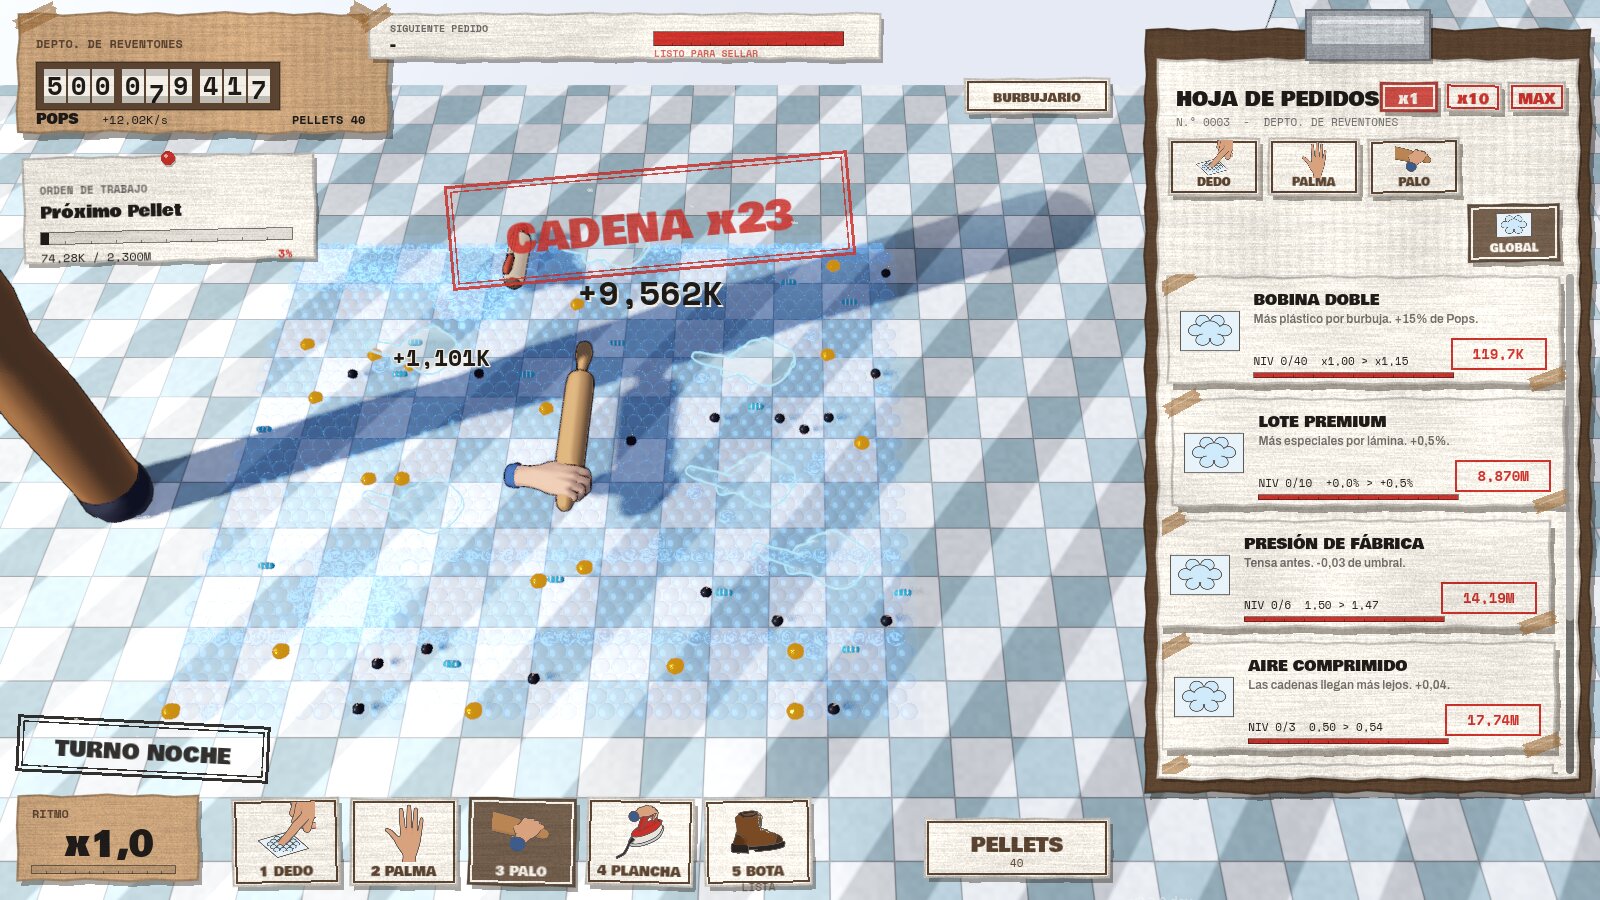 DEPTO. DE REVENTONES
500 079 417
POPS +12,02K/s PELLETS 40
SIGUIENTE PEDIDO
-
LISTO PARA SELLAR
BURBUJARIO
ORDEN DE TRABAJO
Próximo Pellet
74.28K / 2.300M 3%
CADENA x23
+9,562K
+1,101K
TURNO NOCHE
RITMO
x1,0
1 DEDO
2 PALMA
3 PALO
4 PLANCHA
5 BOTA
LISTA
PELLETS
40
HOJA DE PEDIDOS x1 x10 MAX
N.° 0003 - DEPTO. DE REVENTONES
DEDO
PALMA
PALO
GLOBAL
BOBINA DOBLE
Más plástico por burbuja. +15% de Pops.
NIV 0/40 x1.00 > x1.15
119,7K
LOTE PREMIUM
Más especiales por lámina. +0,5%.
NIV 0/10 +0.0% > +0,5%
8,870M
PRESIÓN DE FÁBRICA
Tensa antes. -0,03 de umbral.
NIV 0/6 1.50 > 1.47
14,19M
AIRE COMPRIMIDO
Las cadenas llegan más lejos. +0,04.
NIV 0/3 0.50 > 0.54
17,74M